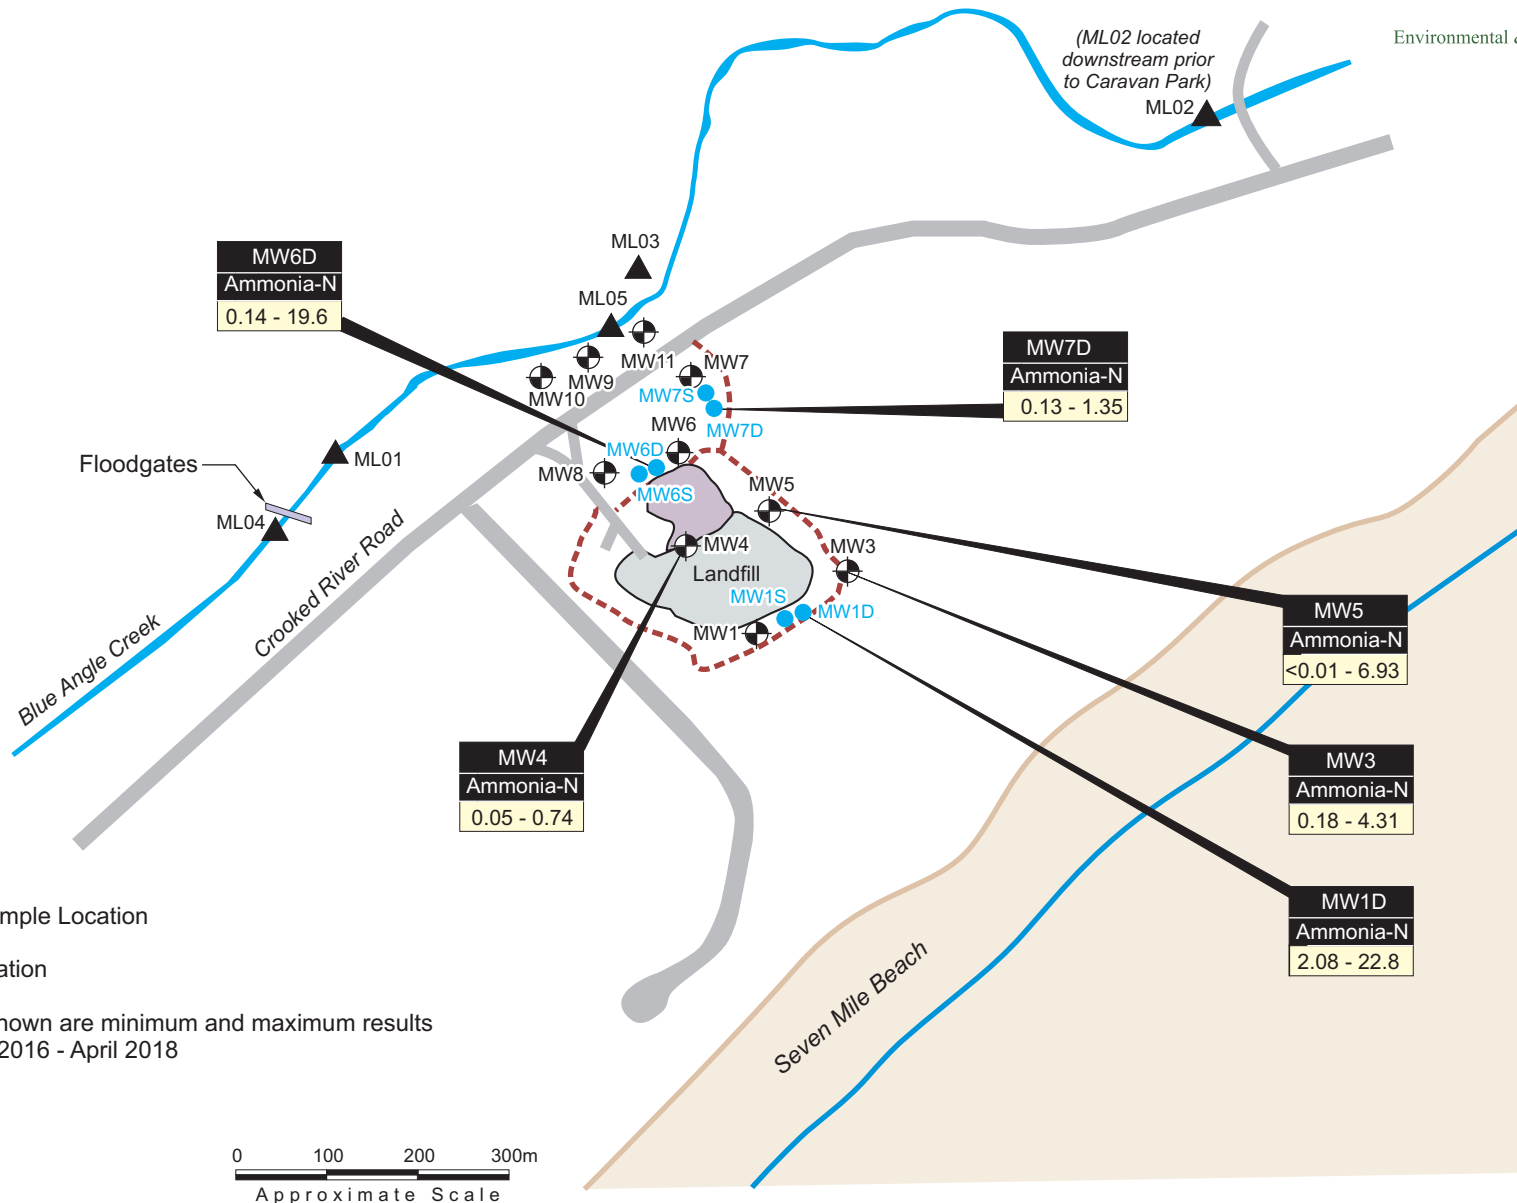 Environmental &
(ML02 located
downstream prior
to Caravan Park)
ML02
ML03
MW6D
Ammonia-N
0.14 - 19.6
ML05
MW11
MW7
MW9
MW10
MW7S
MW7D
MW7D
Ammonia-N
0.13 - 1.35
MW6
MW6D
MW8
MW6S
ML01
Floodgates
ML04
MW5
MW4
MW3
Landfill
MW1S
MW1D
MW1
Crooked River Road
Blue Angle Creek
MW5
Ammonia-N
<0.01 - 6.93
MW4
Ammonia-N
0.05 - 0.74
MW3
Ammonia-N
0.18 - 4.31
MW1D
Ammonia-N
2.08 - 22.8
Seven Mile Beach
mple Location
ation
nown are minimum and maximum results
2016 - April 2018
0 100 200 300m
Approximate Scale